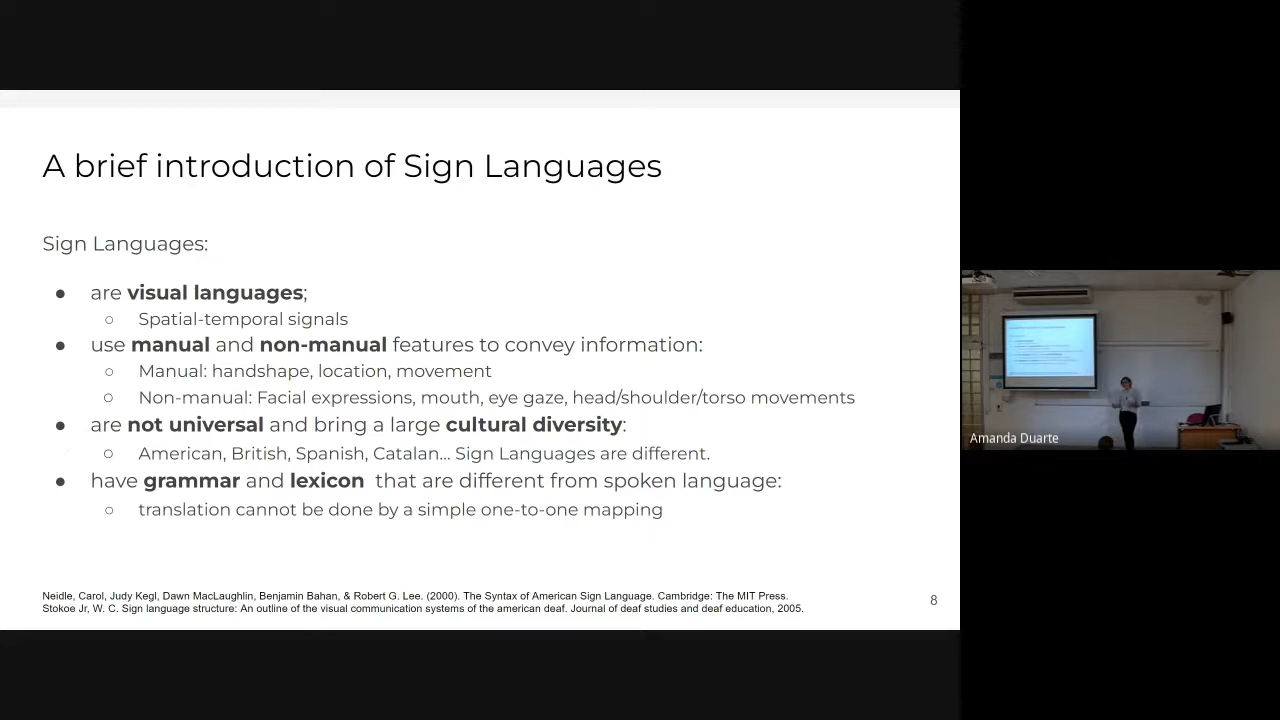 A brief introduction of Sign Languages
Sign Languages:
● are visual languages;
○ Spatial-temporal signals
● use manual and non-manual features to convey information:
○ Manual: handshape, location, movement
○ Non-manual: Facial expressions, mouth, eye gaze, head/shoulder/torso movements
● are not universal and bring a large cultural diversity:
○ American, British, Spanish, Catalan... Sign Languages are different.
● have grammar and lexicon that are different from spoken language:
○ translation cannot be done by a simple one-to-one mapping
Neidle, Carol, Judy Kegl, Dawn MacLaughlin, Benjamin Bahan, & Robert G. Lee. (2000). The Syntax of American Sign Language. Cambridge: The MIT Press.
Stokoe Jr, W. C. Sign language structure: An outline of the visual communication systems of the american deaf. Journal of deaf studies and deaf education, 2005.
8
Amanda Duarte